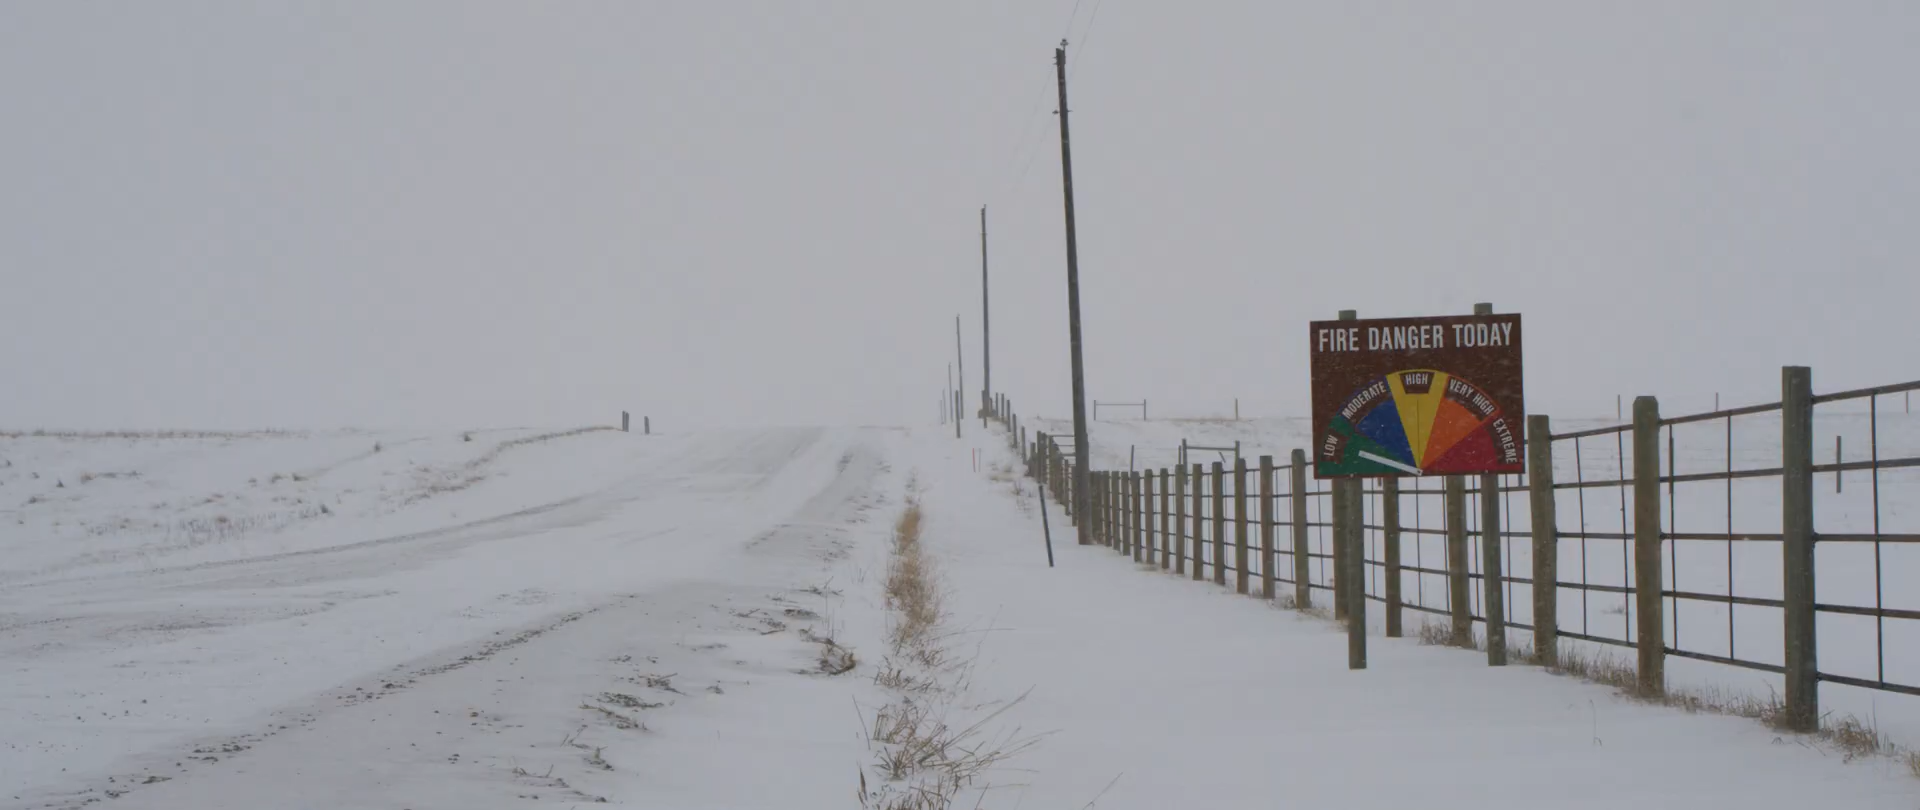 FIRE DANGER TODAY
LOW
MODERATE
HIGH
VERY HIGH
EXTREME